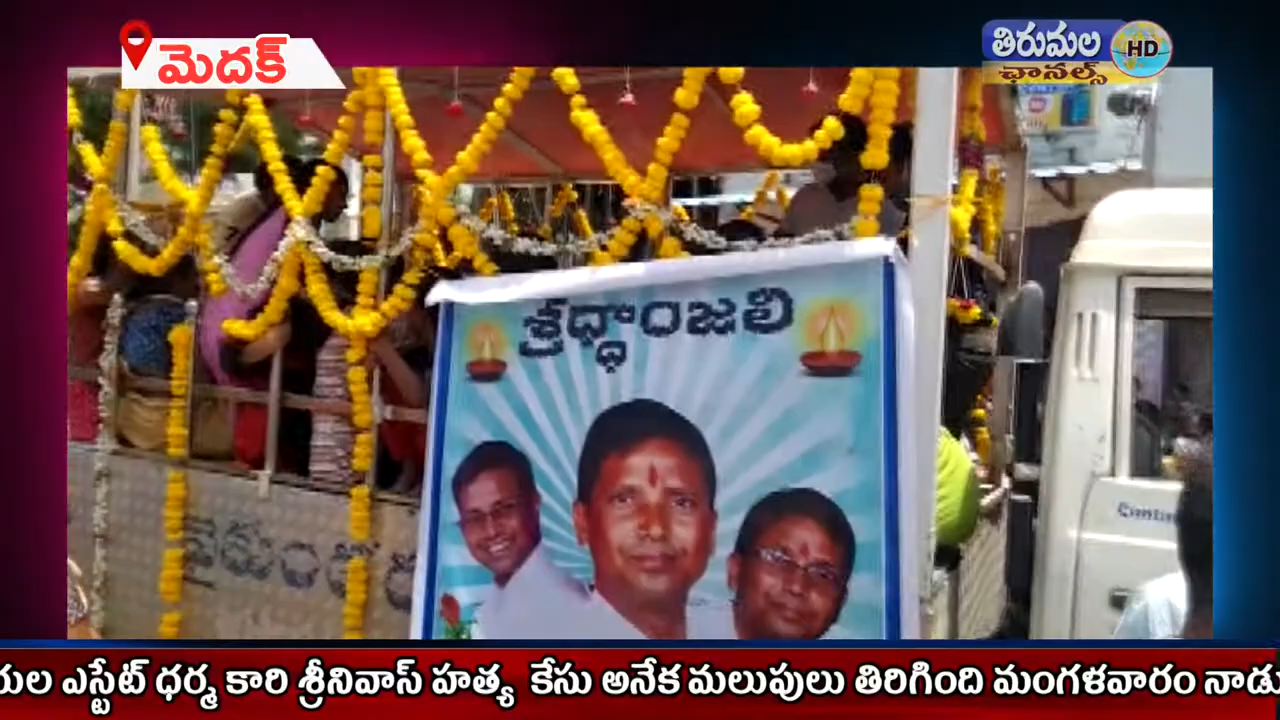 మెదక్
తిరుమల
HD
ఛానల్స్
శ్రద్ధాంజలి
ఎస్టేట్ ధర్మ కారి శ్రీనివాస్ హత్య కేసు అనేక మలుపులు తిరిగింది మంగళవారం నాడు